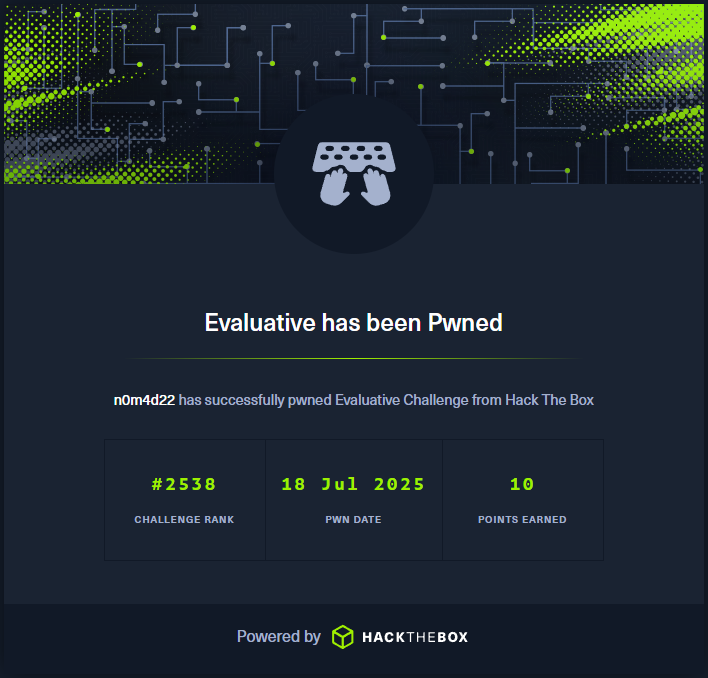 Evaluative has been Pwned
n0m4d22 has successfully pwned Evaluative Challenge from Hack The Box
#2538 18 Jul 2025 10
CHALLENGE RANK PWN DATE POINTS EARNED
Powered by HACKTHEBOX